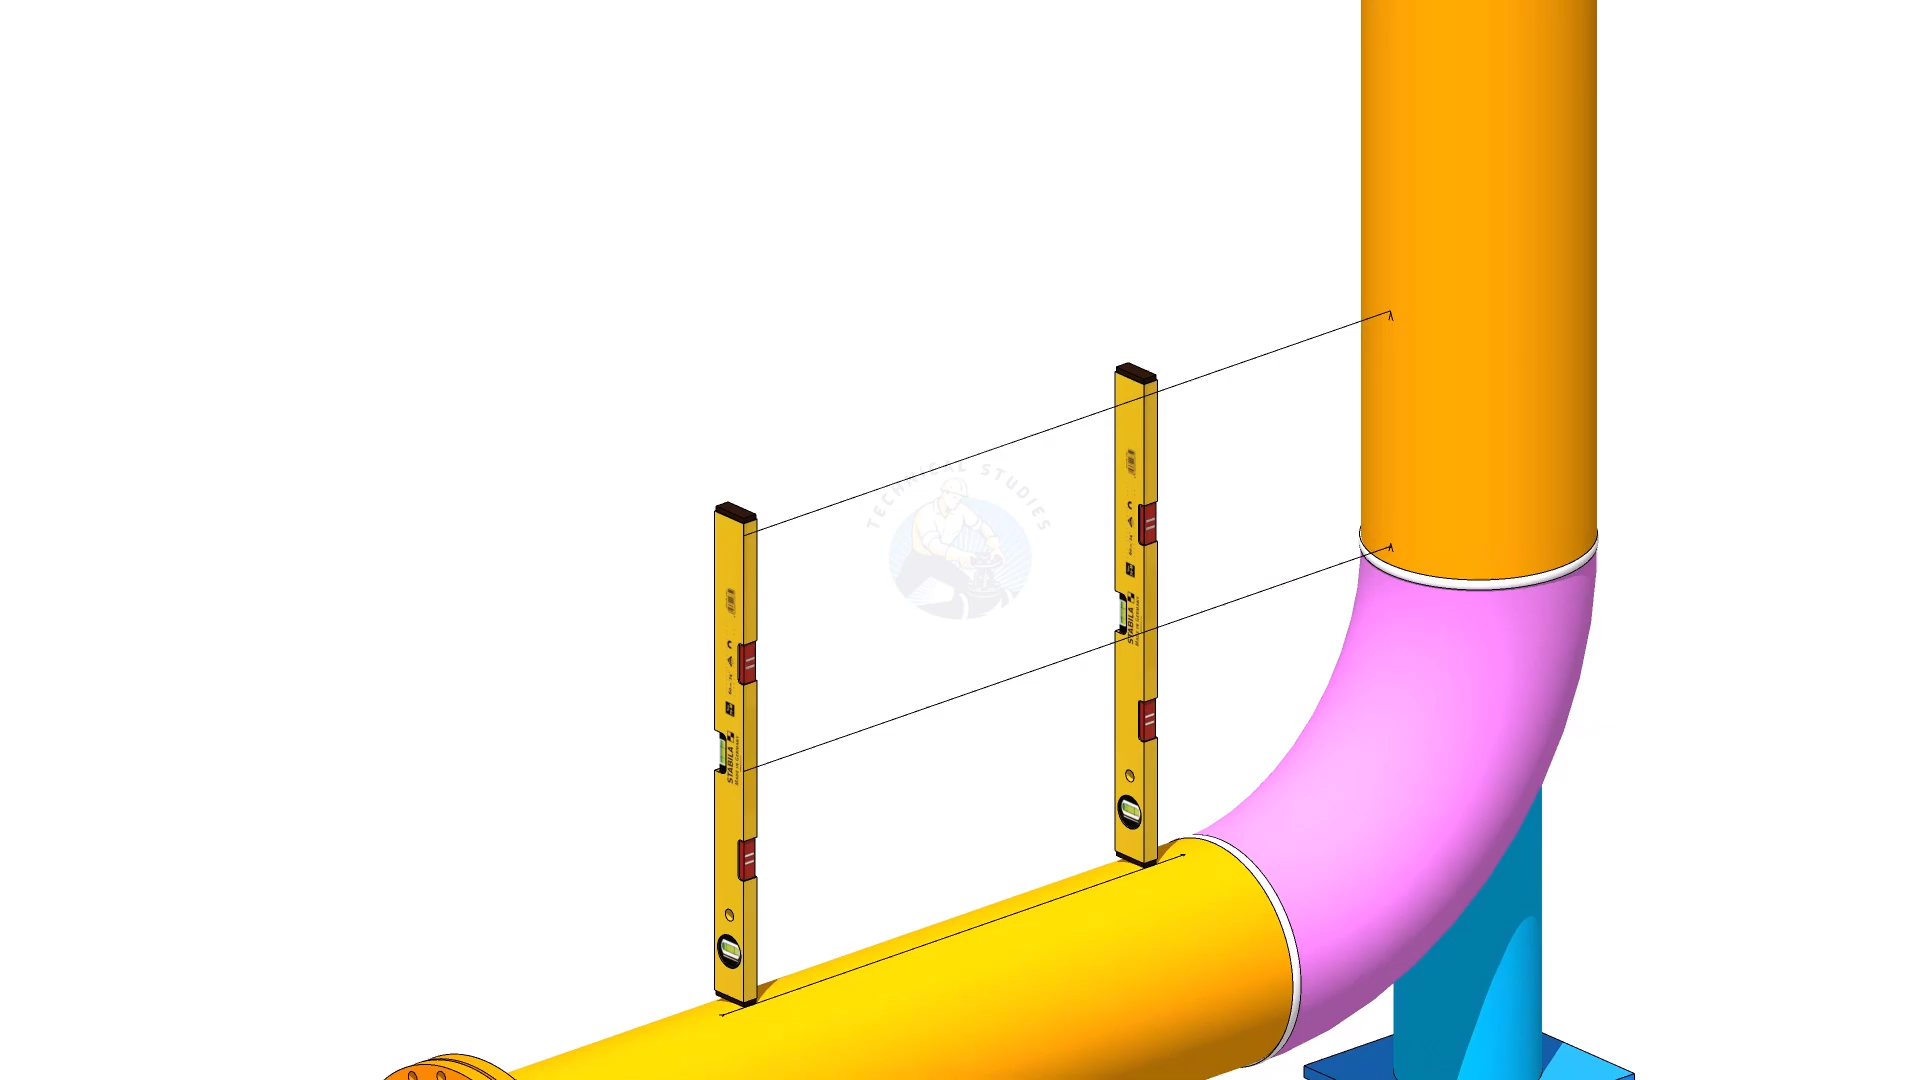 TECHNICAL STUDIES
STABILA
MADE IN GERMANY
STABILA
MADE IN GERMANY